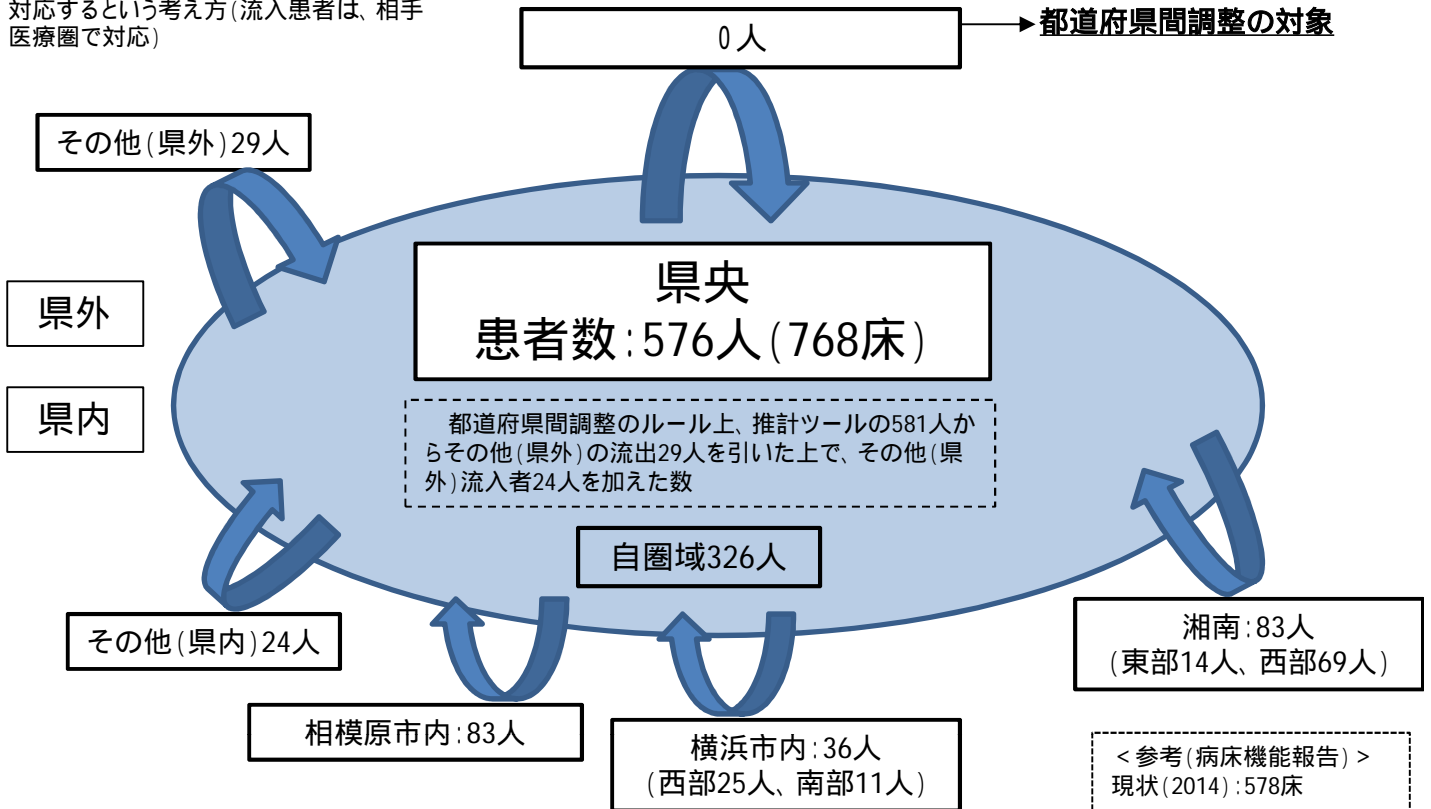 対応するという考え方(流入患者は、相手
医療圏で対応)
0人
都道府県間調整の対象
その他(県外)29人
県外
県内
県央
患者数:576人(768床)
都道府県間調整のルール上、推計ツールの581人か
らその他(県外)の流出29人を引いた上で、その他(県
外)流入者24人を加えた数
自圏域326人
その他(県内)24人
相模原市内:83人
横浜市内:36人
(西部25人、南部11人)
湘南:83人
(東部14人、西部69人)
<参考(病床機能報告)>
現状(2014):578床